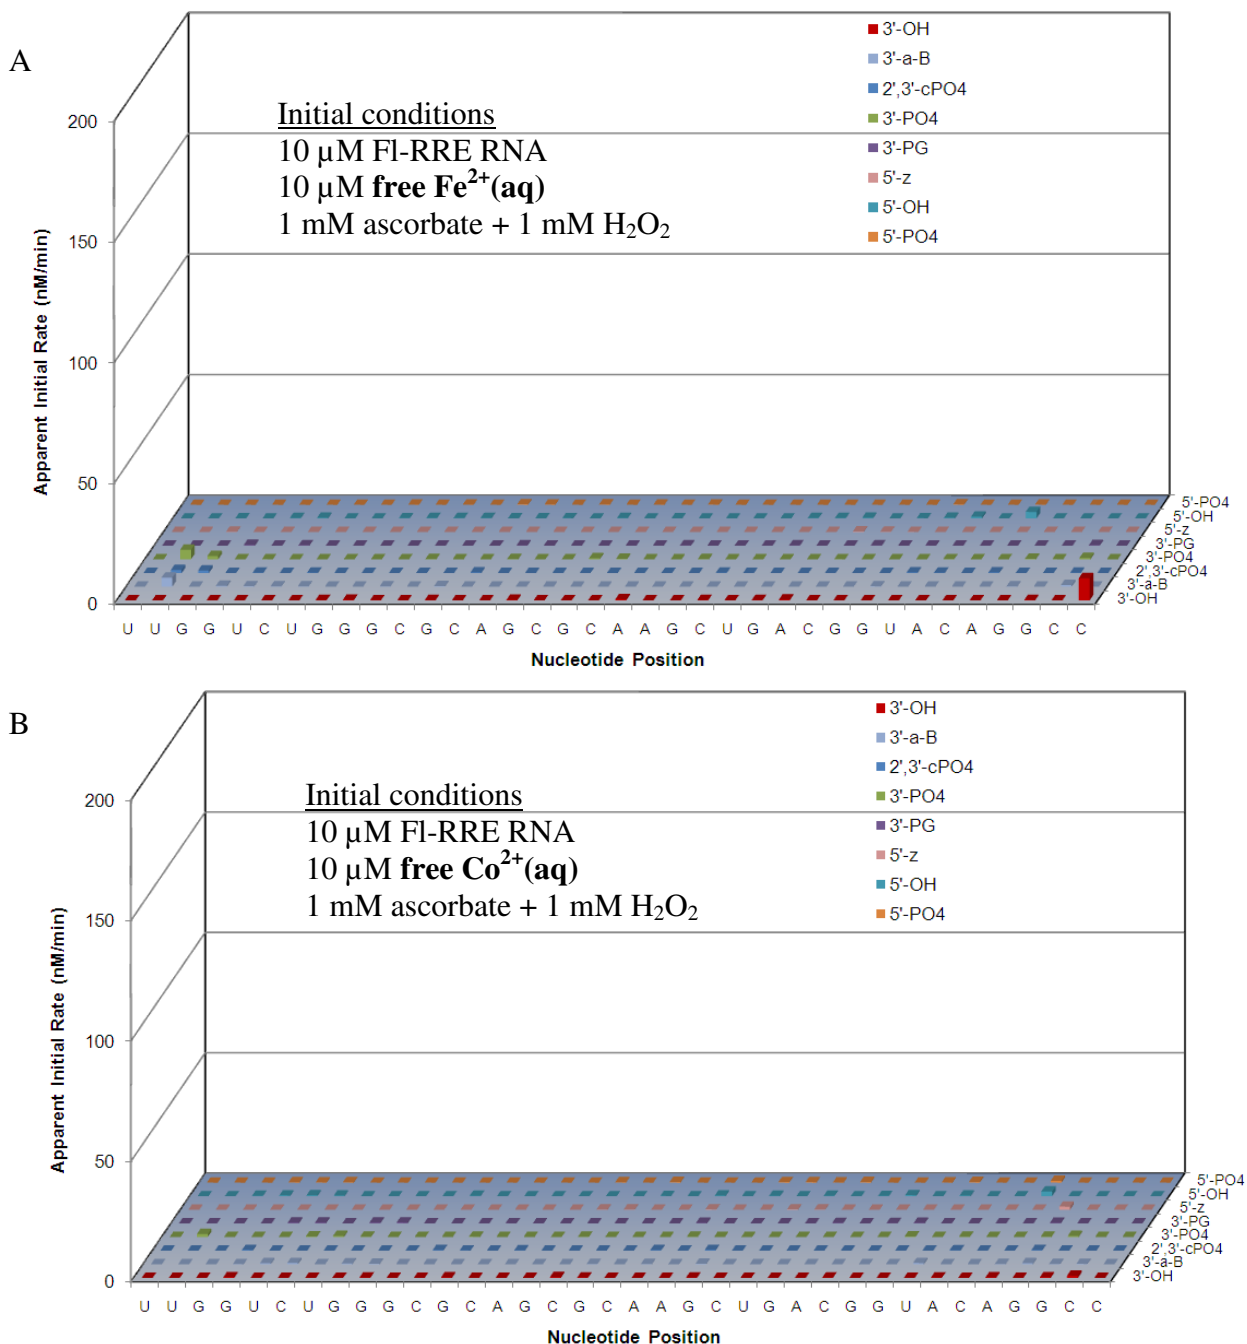 A
3'-OH
3'-a-B
2',3'-cPO4
3'-PO4
3'-PG
5'-z
5'-OH
5'-PO4
Initial conditions
10 µM Fl-RRE RNA
10 µM free Fe²⁺(aq)
1 mM ascorbate + 1 mM H₂O₂
Apparent Initial Rate (nM/min)
200
150
100
50
0
5'-PO4
5'-OH
5'-z
3'-PG
3'-PO4
2',3'-cPO4
3'-a-B
3'-OH
U U G G U C U G G G C G C A G C G C A A G C U G A C G G U A C A G G C C
Nucleotide Position
B
3'-OH
3'-a-B
2',3'-cPO4
3'-PO4
3'-PG
5'-z
5'-OH
5'-PO4
Initial conditions
10 µM Fl-RRE RNA
10 µM free Co²⁺(aq)
1 mM ascorbate + 1 mM H₂O₂
Apparent Initial Rate (nM/min)
200
150
100
50
0
5'-PO4
5'-OH
5'-z
3'-PG
3'-PO4
2',3'-cPO4
3'-a-B
3'-OH
U U G G U C U G G G C G C A G C G C A A G C U G A C G G U A C A G G C C
Nucleotide Position